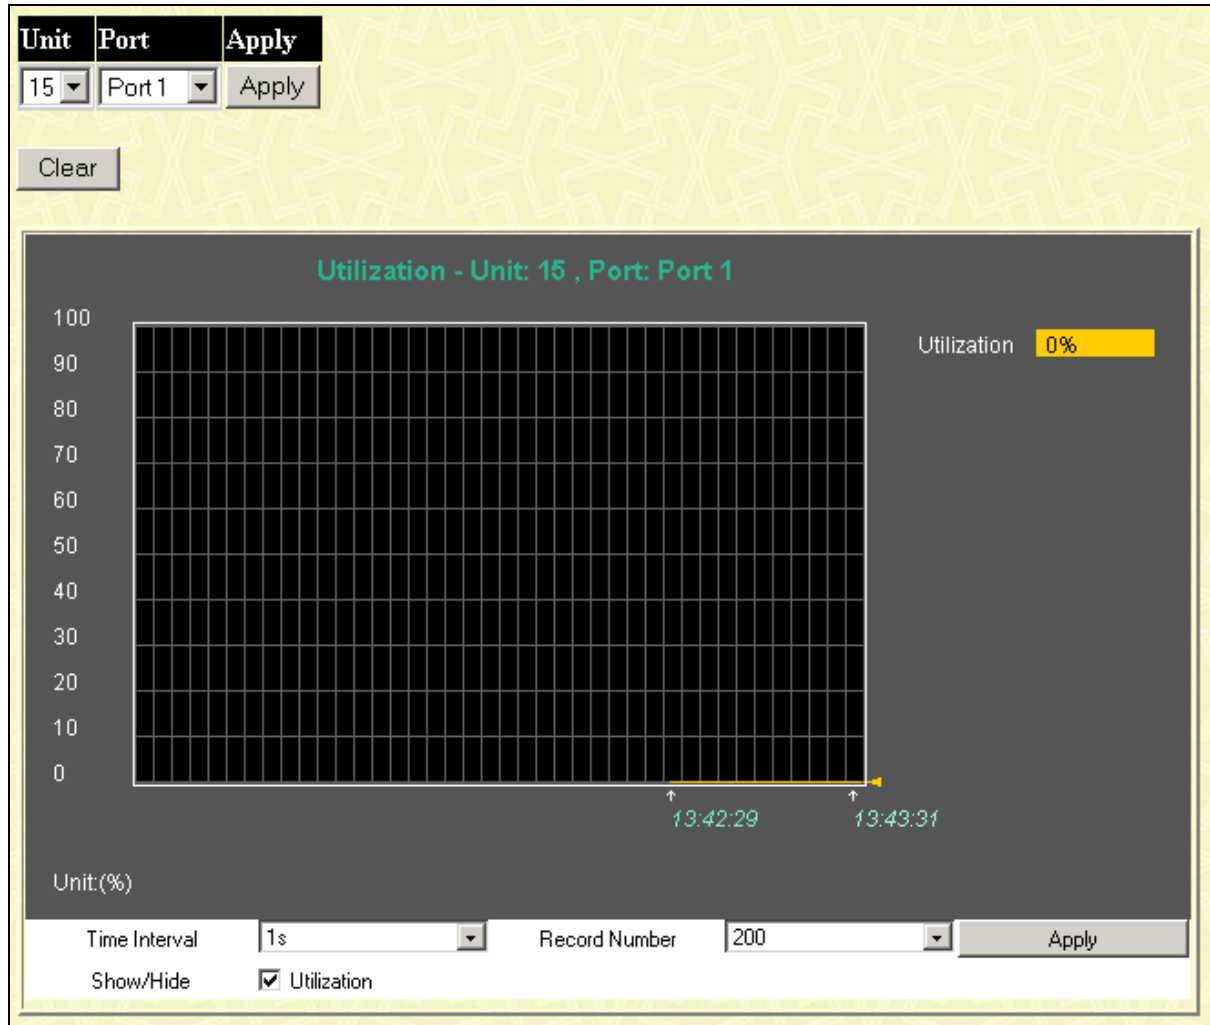 Unit Port Apply
15 Port 1 Apply
Clear
Utilization - Unit: 15 , Port: Port 1
100
Utilization 0%
90
80
70
60
50
40
30
20
10
0
13:42:29 13:43:31
Unit:(%)
Time Interval 1s Record Number 200 Apply
Show/Hide Utilization